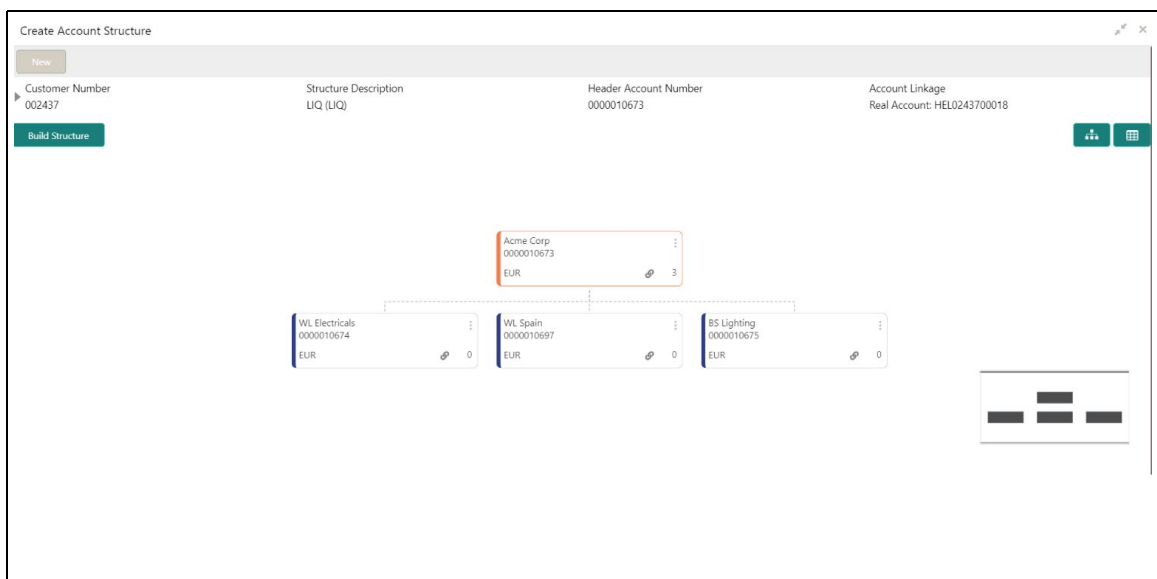 Create Account Structure
New
Customer Number
002437
Structure Description
LIQ (LIQ)
Header Account Number
0000010673
Account Linkage
Real Account: HEL0243700018
Build Structure
Acme Corp
0000010673
EUR 3
WL Electricals
0000010674
EUR 0
WL Spain
0000010697
EUR 0
BS Lighting
0000010675
EUR 0